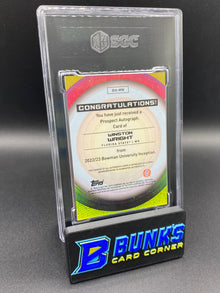 SGC
CONGRATULATIONS!
You have just received a
Prospect Autograph
Card of
WINSTON
WRIGHT
FLORIDA STATE | WR
from
2022/23 Bowman University Inception
Topps
BUNKS
CARD CORNER